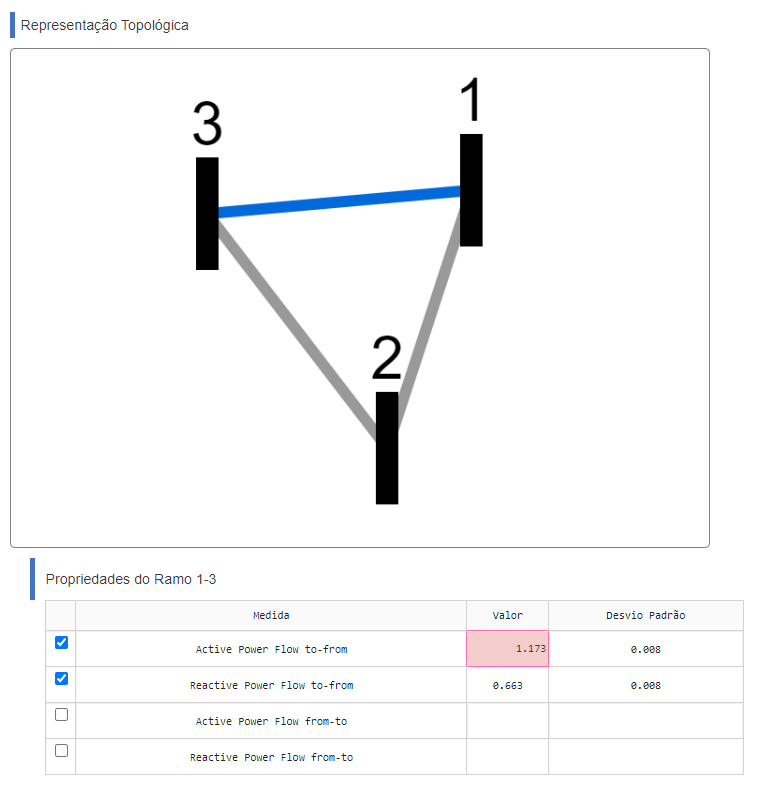 Representação Topológica
1
3
2
Propriedades do Ramo 1-3
Medida Valor Desvio Padrão
Active Power Flow to-from 1.173 0.008
Reactive Power Flow to-from 0.663 0.008
Active Power Flow from-to
Reactive Power Flow from-to